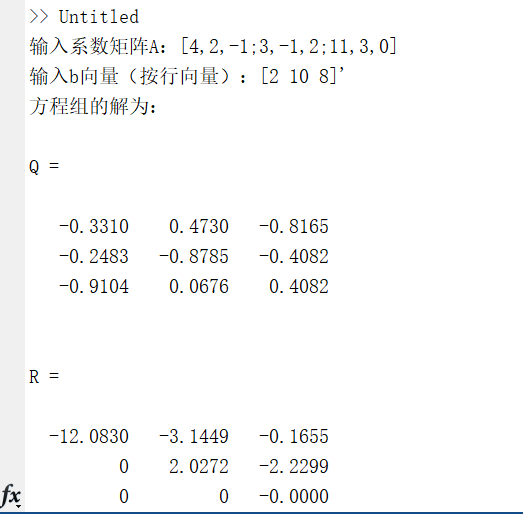 >> Untitled
输入系数矩阵A: [4,2,-1;3,-1,2;11,3,0]
输入b向量（按行向量）: [2 10 8]'
方程组的解为:
Q =
-0.3310 0.4730 -0.8165
-0.2483 -0.8785 -0.4082
-0.9104 0.0676 0.4082
R =
-12.0830 -3.1449 -0.1655
0 2.0272 -2.2299
0 0 -0.0000
fx